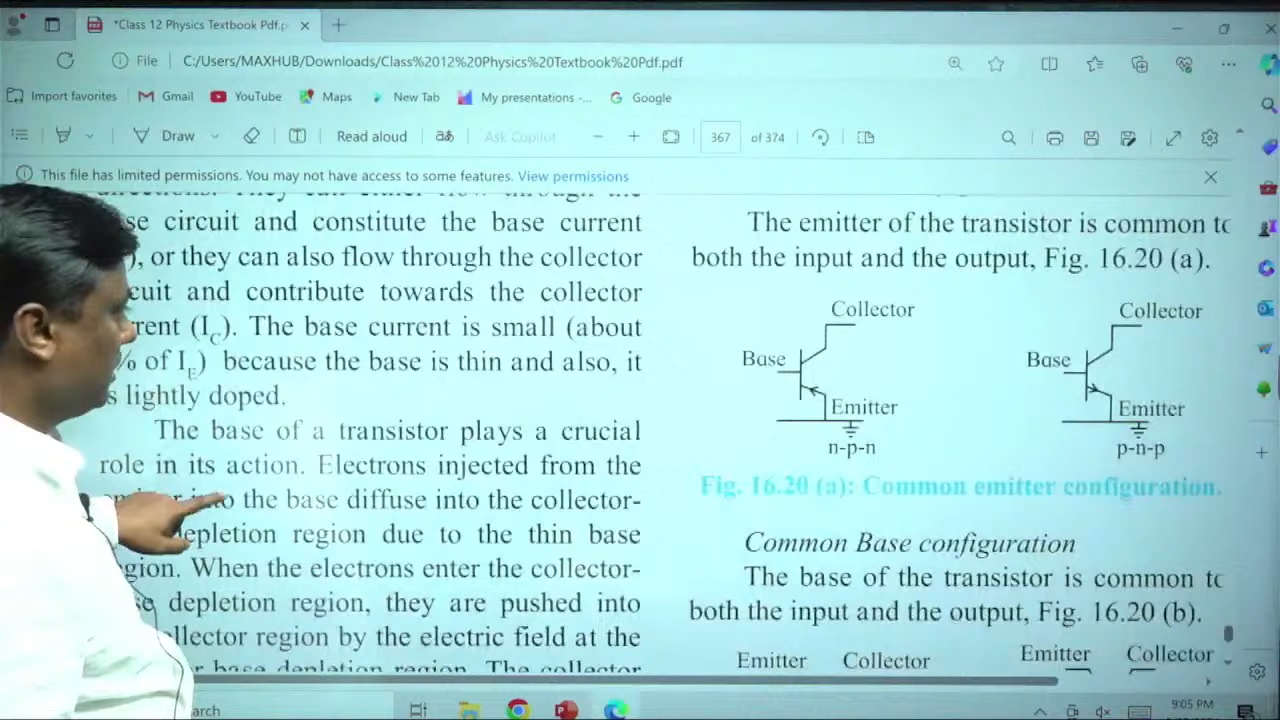 *Class 12 Physics Textbook Pdf.p
File C:/Users/MAXHUB/Downloads/Class%2012%20Physics%20Textbook%20Pdf.pdf
Import favorites Gmail YouTube Maps New Tab My presentations -... Google
Draw Read aloud Ask Copilot 367 of 374
This file has limited permissions. You may not have access to some features. View permissions
circuit and constitute the base current
), or they can also flow through the collector
cuit and contribute towards the collector
rent (IC). The base current is small (about
% of IE) because the base is thin and also, it
s lightly doped.
The base of a transistor plays a crucial
role in its action. Electrons injected from the
the base diffuse into the collector-
epletion region due to the thin base
gion. When the electrons enter the collector-
depletion region, they are pushed into
llector region by the electric field at the
r base depletion region. The collector
The emitter of the transistor is common to
both the input and the output, Fig. 16.20 (a).
Collector
Base
Emitter
n-p-n
Collector
Base
Emitter
p-n-p
Fig. 16.20 (a): Common emitter configuration.
Common Base configuration
The base of the transistor is common to
both the input and the output, Fig. 16.20 (b).
Emitter Collector Emitter Collector
arch
9:05 PM